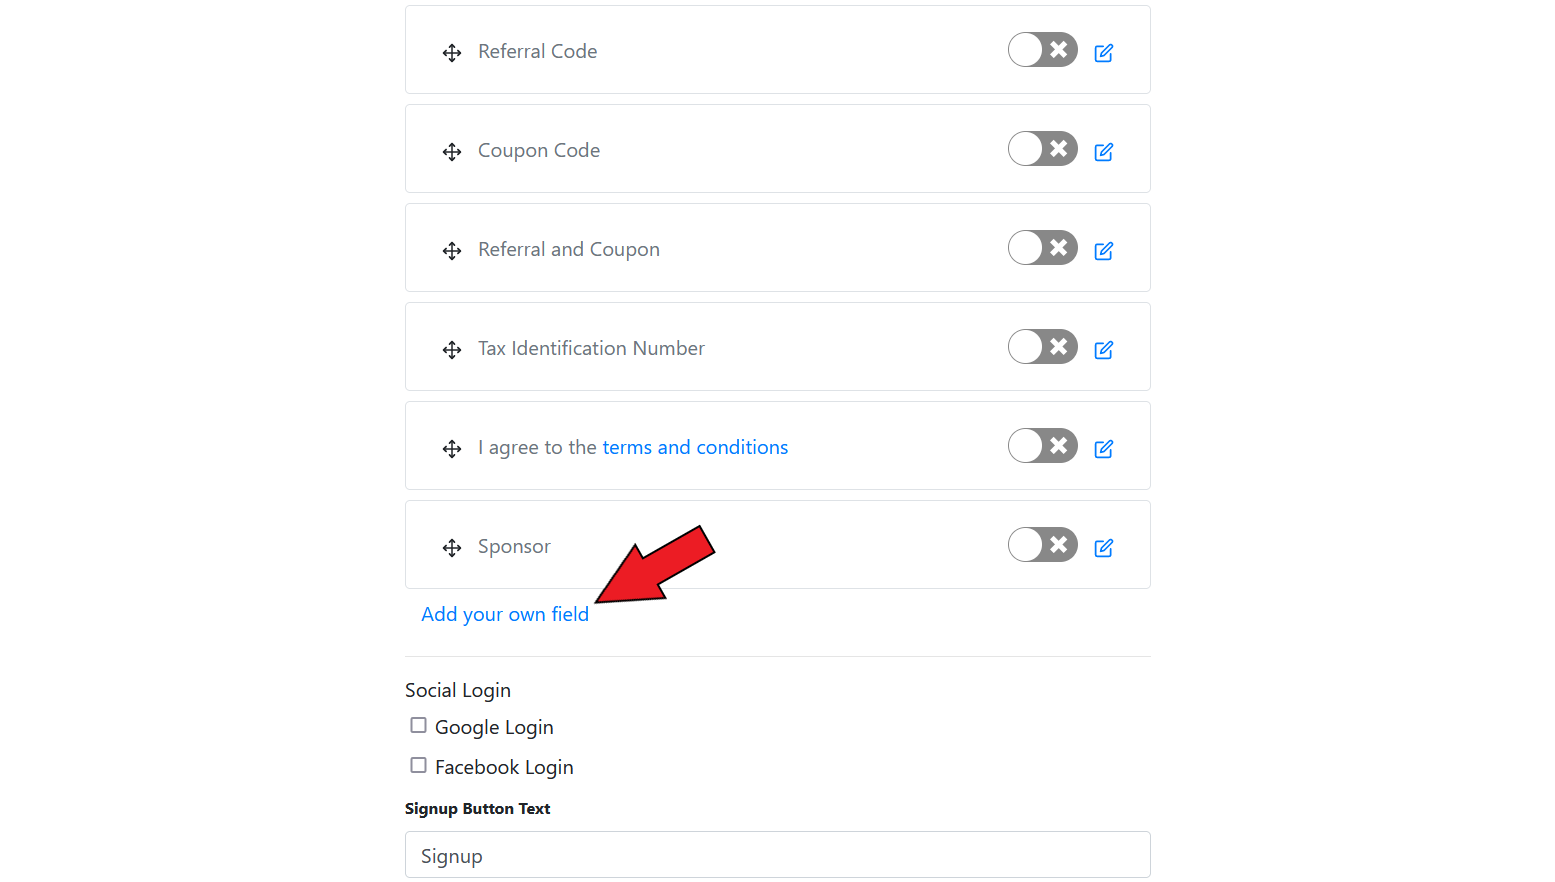 Referral Code
Coupon Code
Referral and Coupon
Tax Identification Number
I agree to the terms and conditions
Sponsor
Add your own field
Social Login
Google Login
Facebook Login
Signup Button Text
Signup